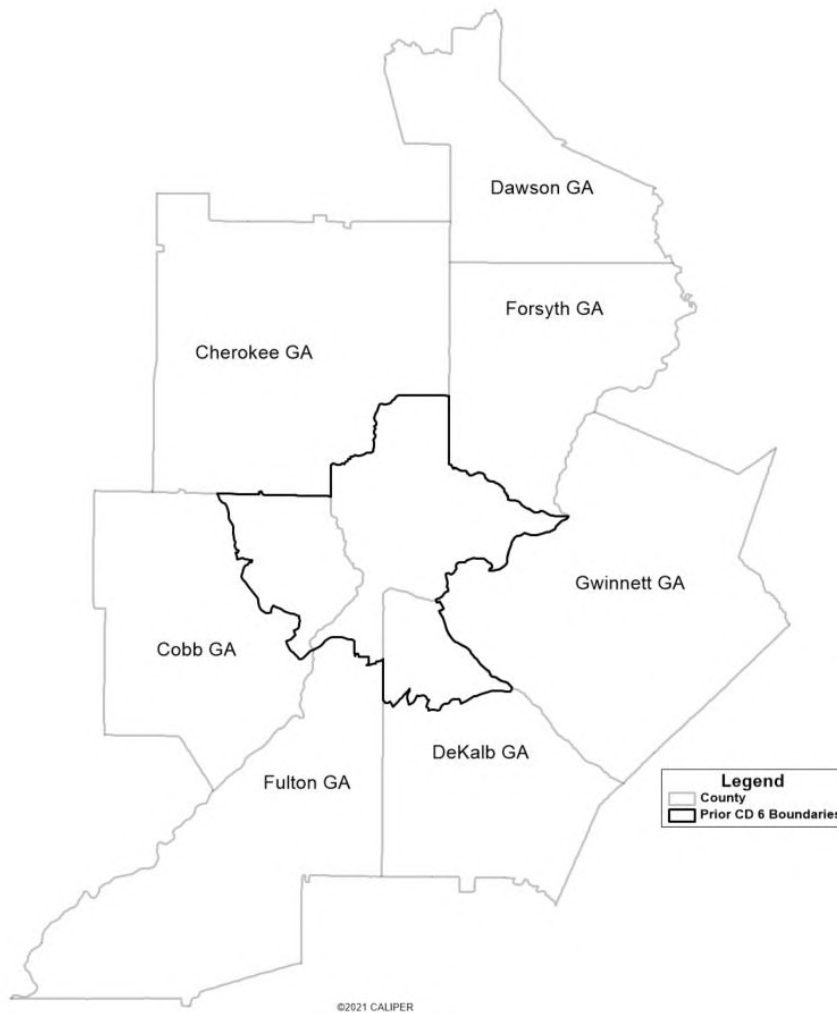 Dawson GA
Forsyth GA
Cherokee GA
Gwinnett GA
Cobb GA
DeKalb GA
Fulton GA
Legend
County
Prior CD 6 Boundaries
©2021 CALIPER